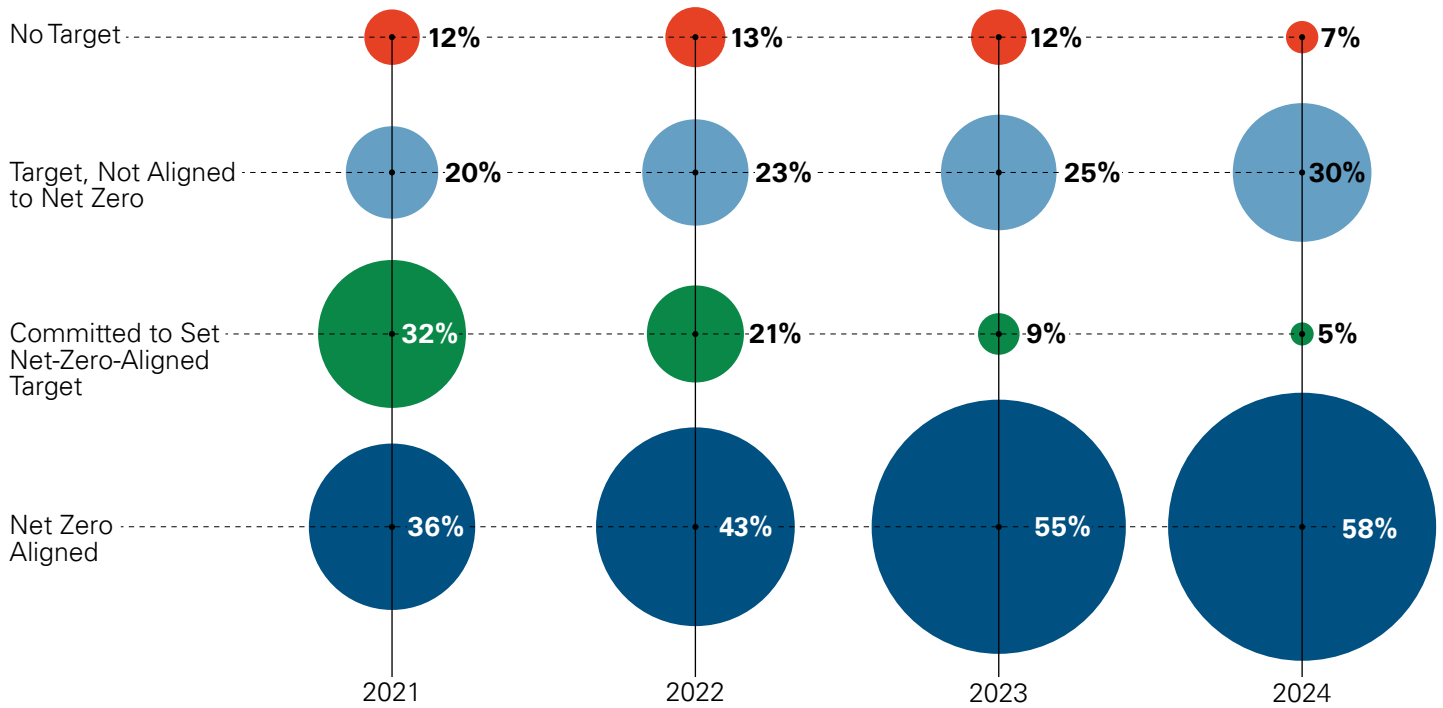 No Target
12%
13%
12%
7%
Target, Not Aligned
to Net Zero
20%
23%
25%
30%
Committed to Set
Net-Zero-Aligned
Target
32%
21%
9%
5%
Net Zero
Aligned
36%
43%
55%
58%
2021
2022
2023
2024